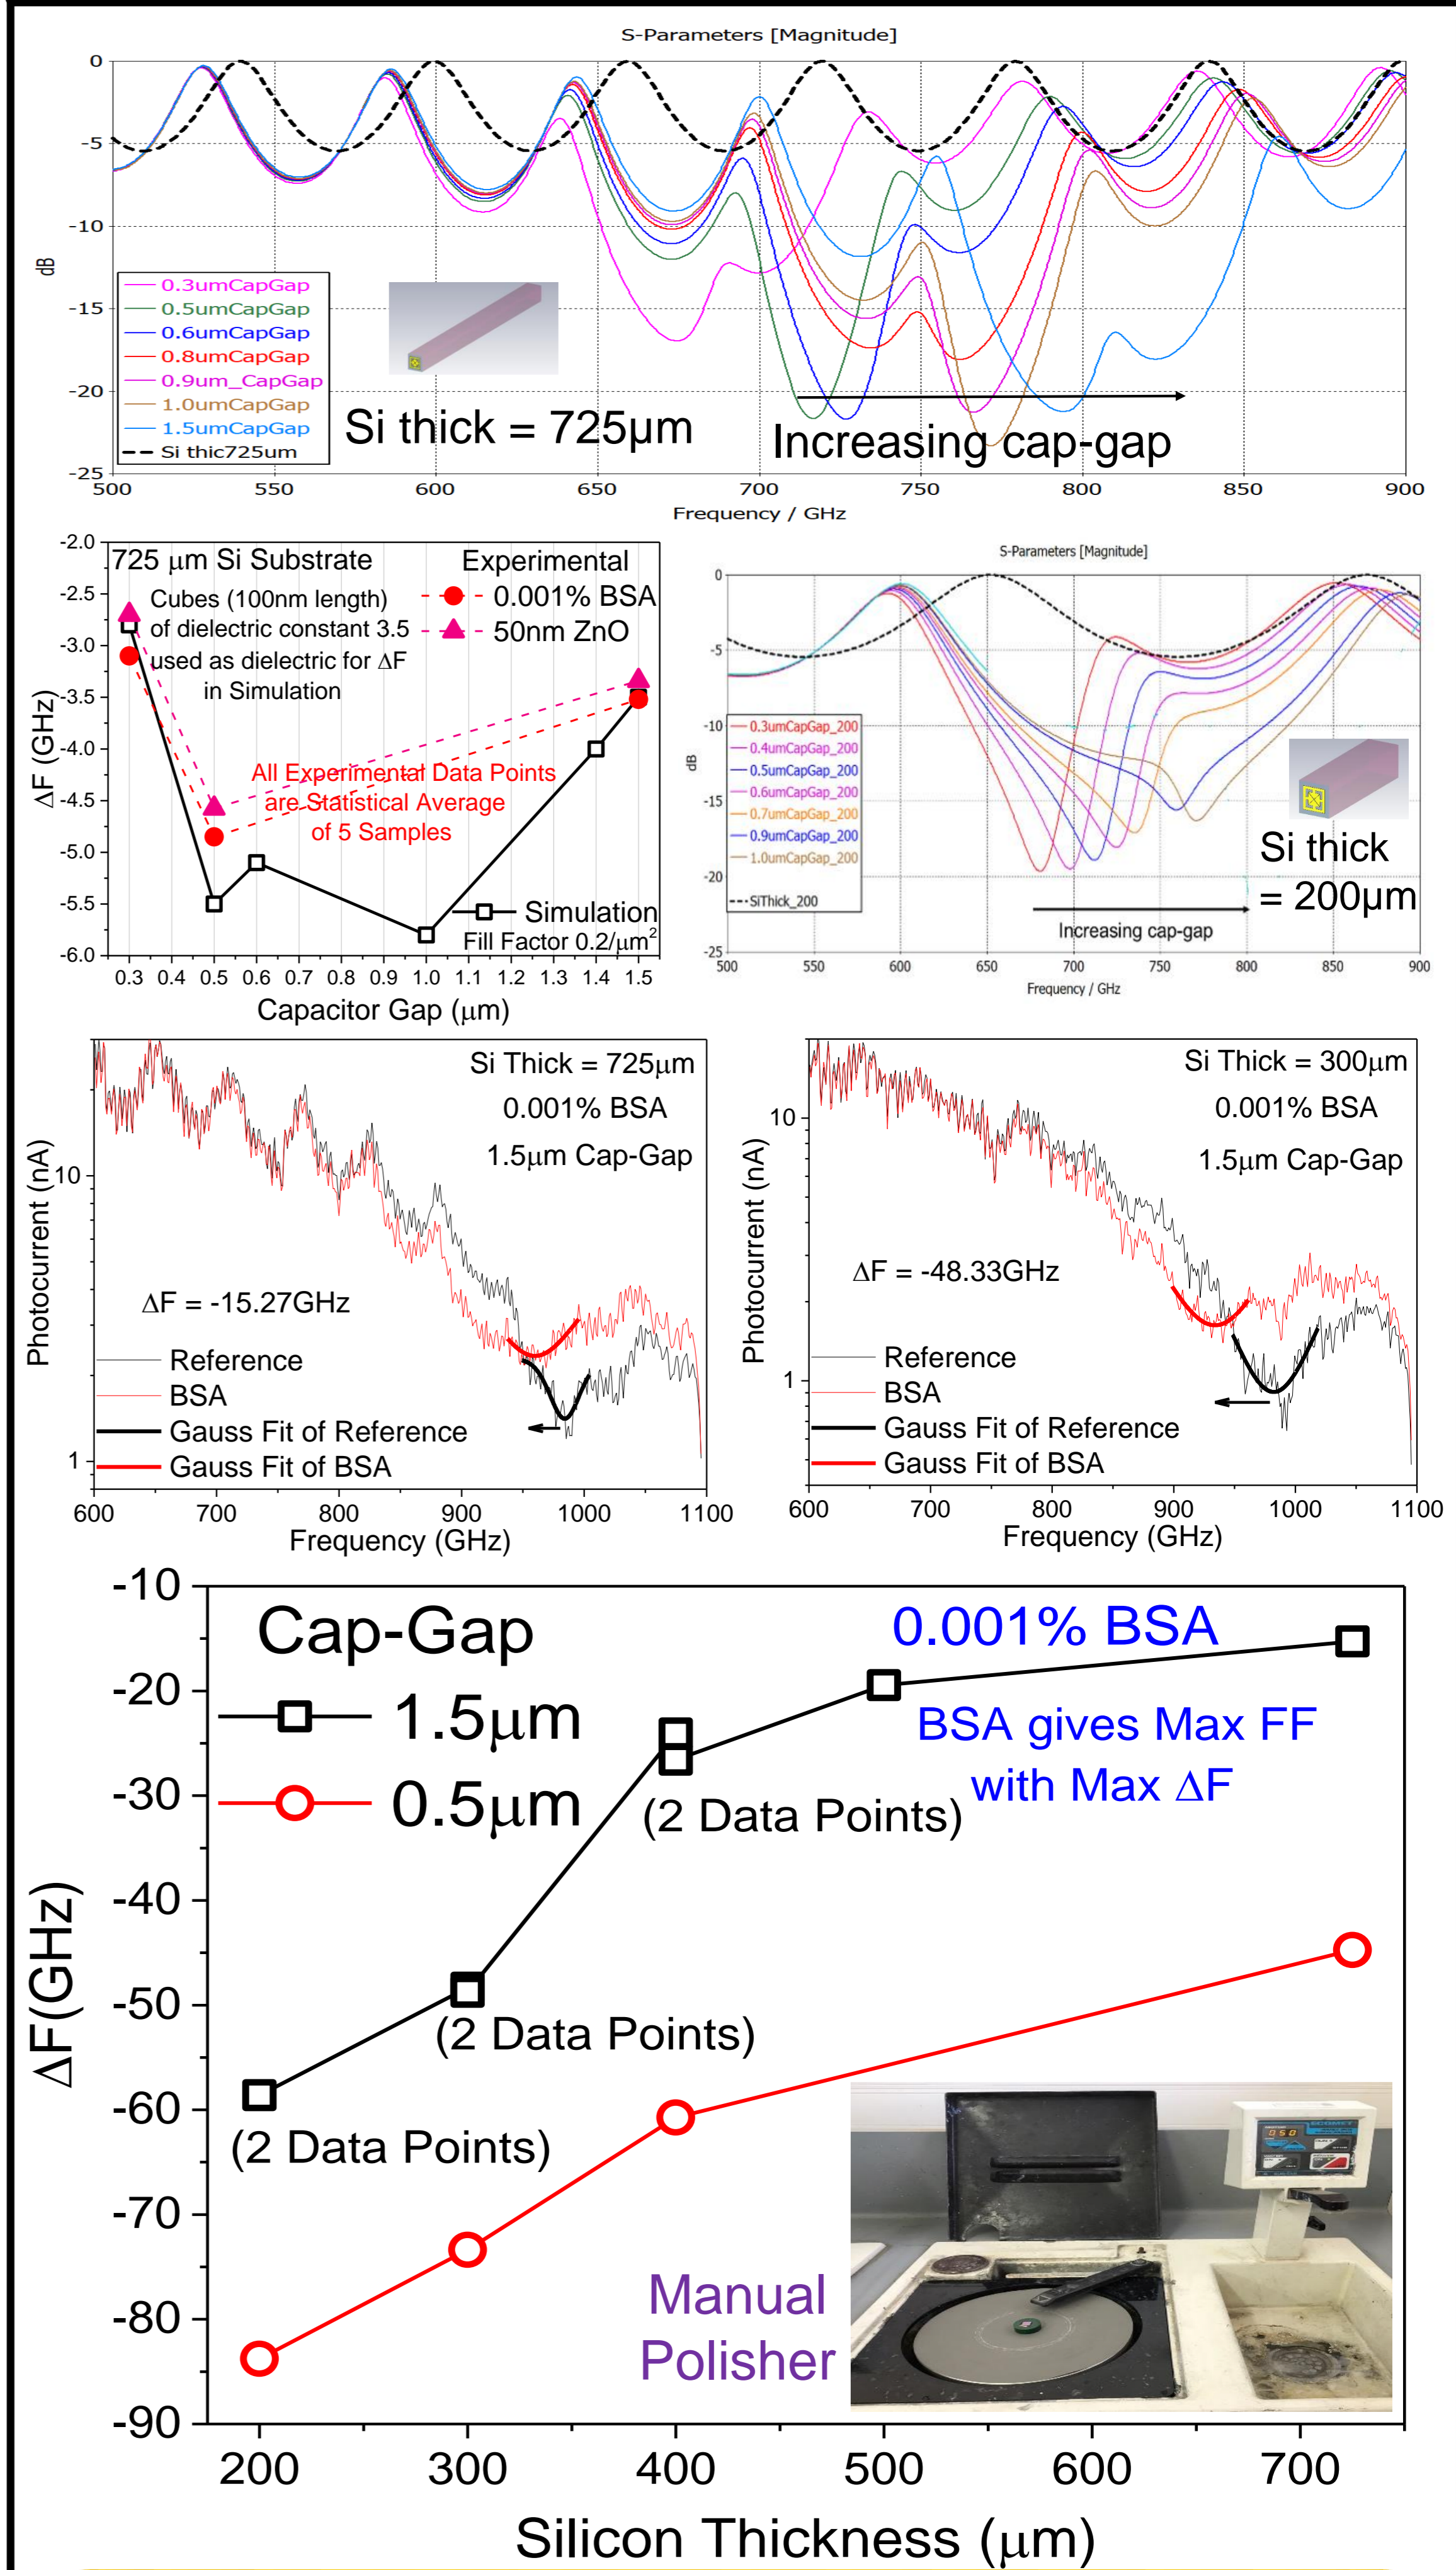 S-Parameters [Magnitude]
0
-5
-10
-15
-20
-25
dB
0.3umCapGap
0.5umCapGap
0.6umCapGap
0.8umCapGap
0.9um_CapGap
1.0umCapGap
1.5umCapGap
Si thic725um
Si thick = 725μm
Increasing cap-gap
500 550 600 650 700 750 800 850 900
Frequency / GHz
-2.0
-2.5
-3.0
-3.5
-4.0
-4.5
-5.0
-5.5
-6.0
ΔF (GHz)
725 μm Si Substrate
Cubes (100nm length)
of dielectric constant 3.5
used as dielectric for ΔF
in Simulation
Experimental
0.001% BSA
50nm ZnO
All Experimental Data Points
are Statistical Average
of 5 Samples
Simulation
Fill Factor 0.2/μm²
0.3 0.4 0.5 0.6 0.7 0.8 0.9 1.0 1.1 1.2 1.3 1.4 1.5
Capacitor Gap (μm)
S-Parameters [Magnitude]
0
-5
-10
-15
-20
-25
dB
0.3umCapGap_200
0.4umCapGap_200
0.5umCapGap_200
0.6umCapGap_200
0.7umCapGap_200
0.9umCapGap_200
1.0umCapGap_200
SiThick_200
Si thick
= 200μm
Increasing cap-gap
500 550 600 650 700 750 800 850 900
Frequency / GHz
Photocurrent (nA)
10
1
Si Thick = 725μm
0.001% BSA
1.5μm Cap-Gap
ΔF = -15.27GHz
Reference
BSA
Gauss Fit of Reference
Gauss Fit of BSA
600 700 800 900 1000 1100
Frequency (GHz)
Photocurrent (nA)
10
1
Si Thick = 300μm
0.001% BSA
1.5μm Cap-Gap
ΔF = -48.33GHz
Reference
BSA
Gauss Fit of Reference
Gauss Fit of BSA
600 700 800 900 1000 1100
Frequency (GHz)
-10
-20
-30
-40
-50
-60
-70
-80
-90
ΔF(GHz)
Cap-Gap
1.5μm
0.5μm
0.001% BSA
BSA gives Max FF
with Max ΔF
(2 Data Points)
(2 Data Points)
(2 Data Points)
Manual
Polisher
ECOMET
050
200 300 400 500 600 700
Silicon Thickness (μm)